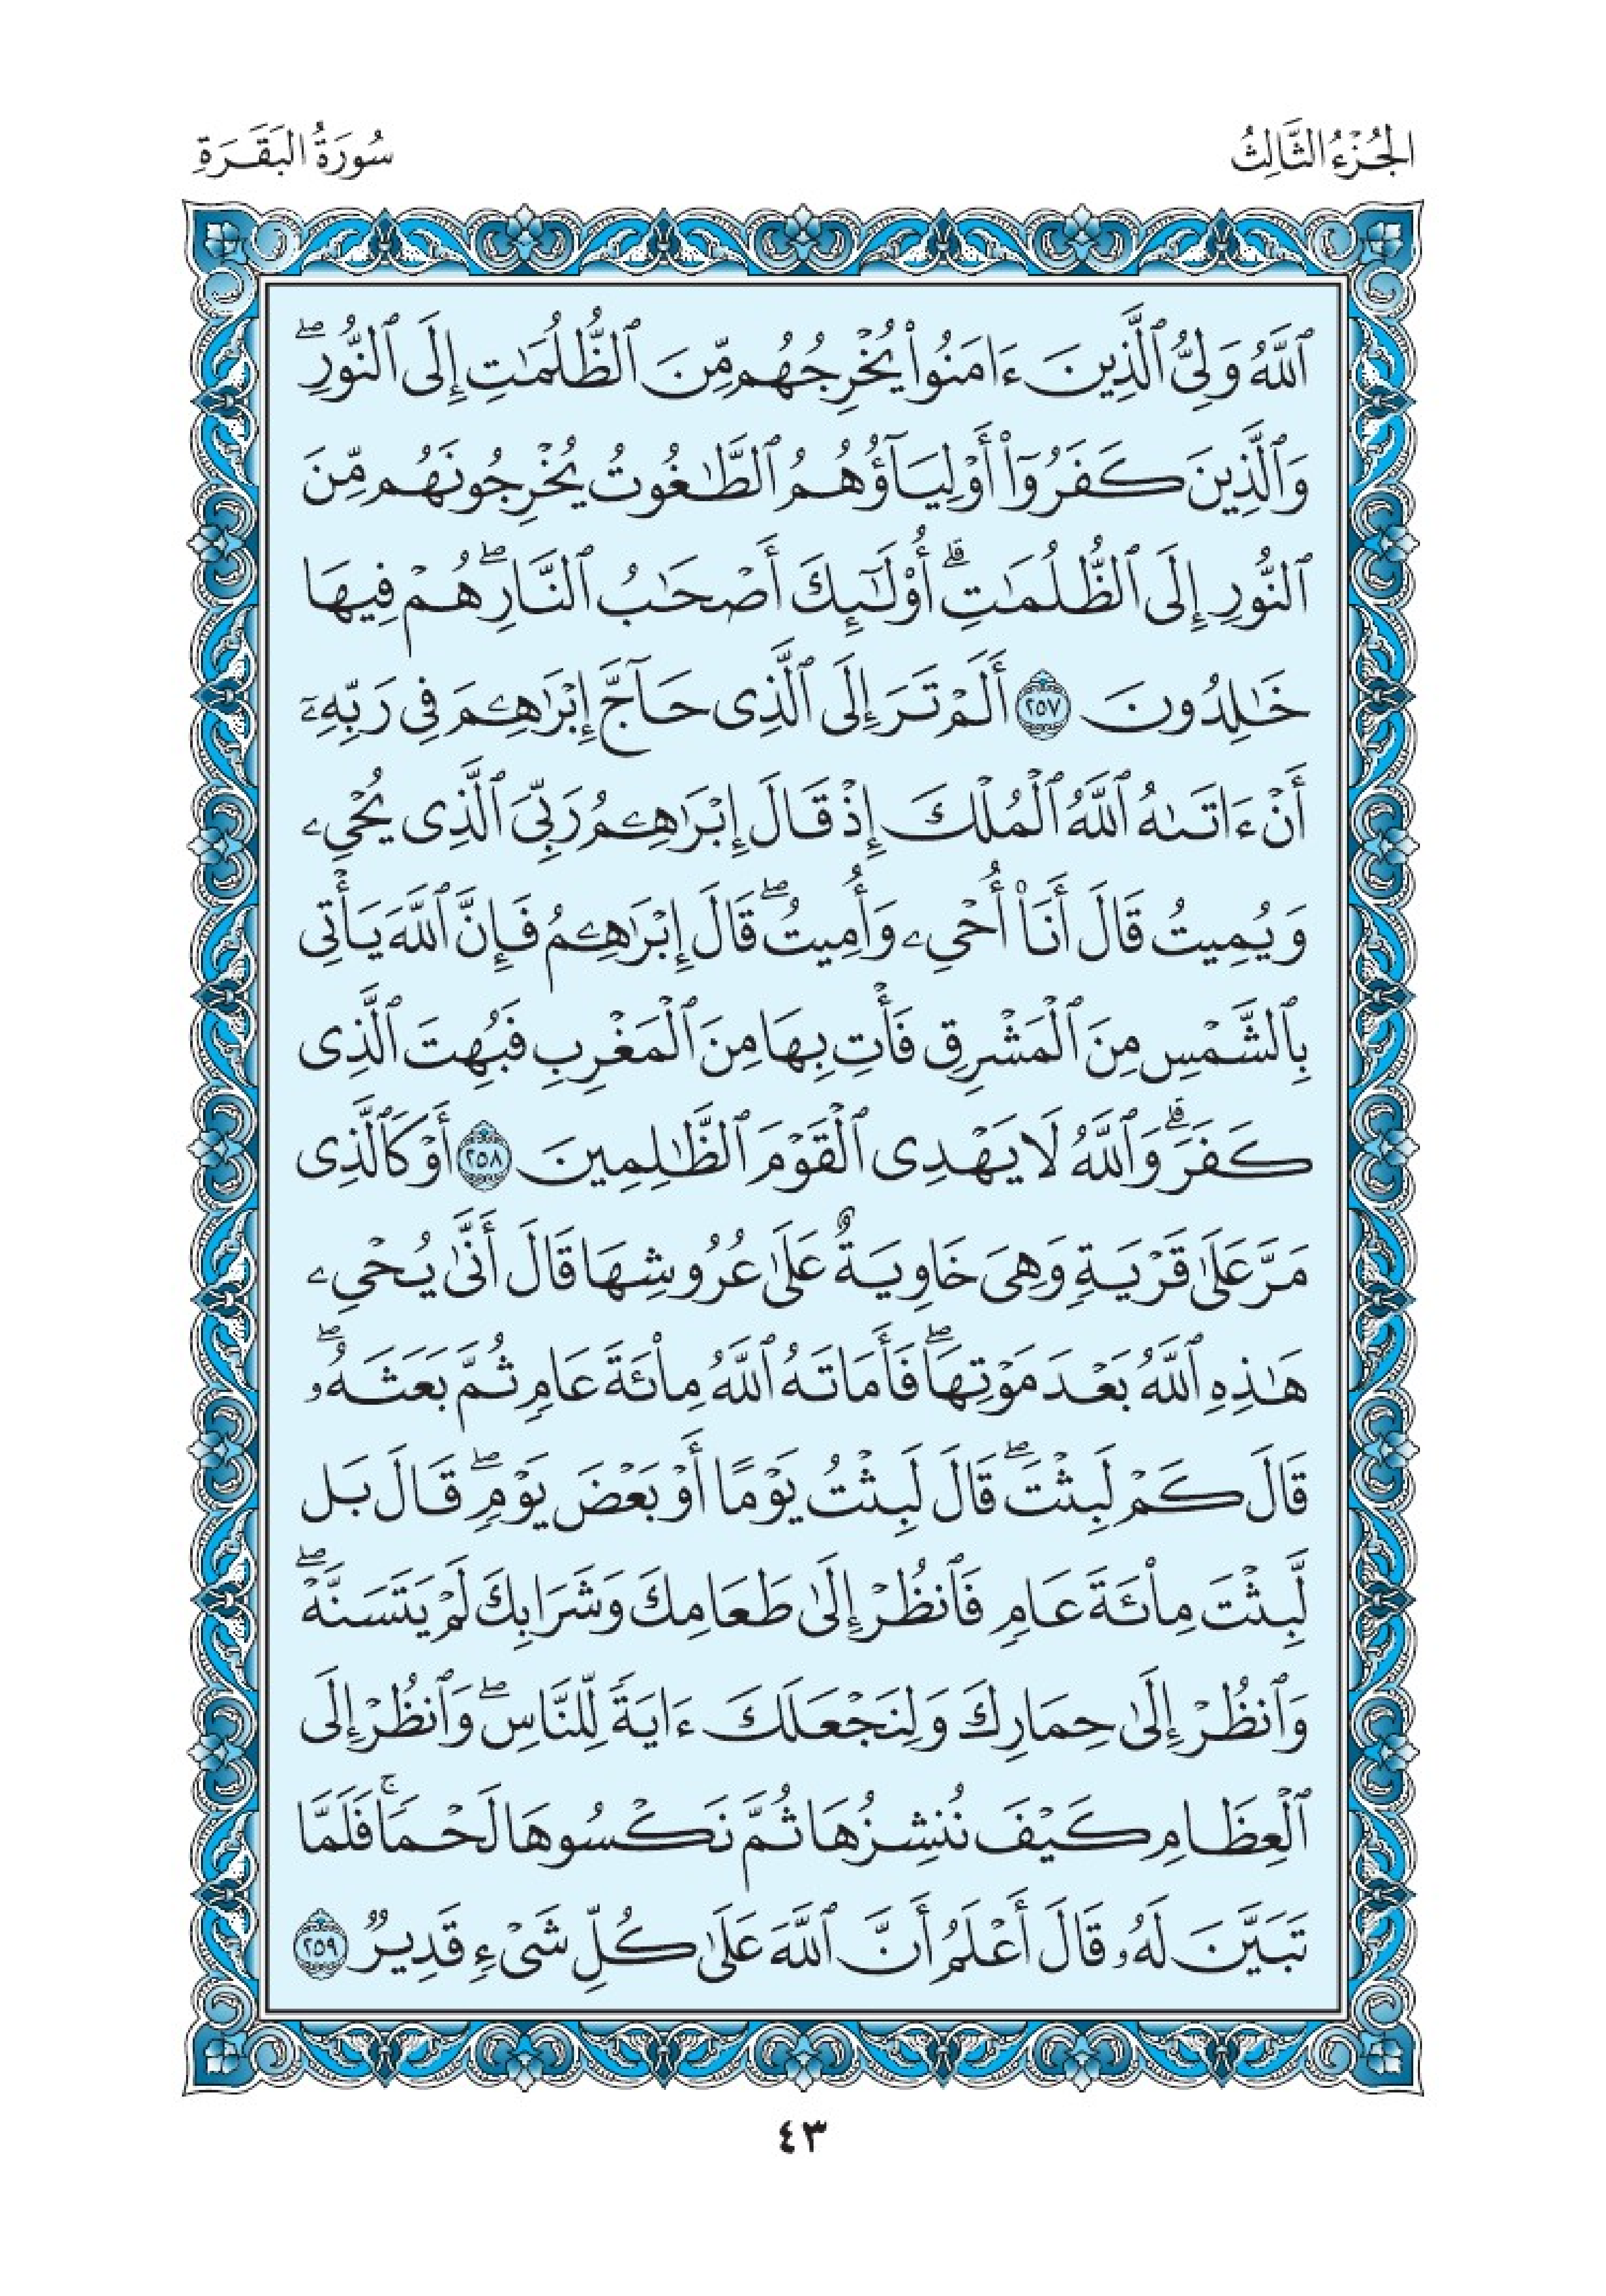 الجُزْءُ الثَّالِثُ
سُورَةُ البَقَرَةِ
ٱللَّهُ وَلِىُّ ٱلَّذِينَ ءَامَنُوا۟ يُخْرِجُهُم مِّنَ ٱلظُّلُمَٰتِ إِلَى ٱلنُّورِ ۖ
وَٱلَّذِينَ كَفَرُوٓا۟ أَوْلِيَآؤُهُمُ ٱلطَّٰغُوتُ يُخْرِجُونَهُم مِّنَ
ٱلنُّورِ إِلَى ٱلظُّلُمَٰتِ ۗ أُو۟لَٰٓئِكَ أَصْحَٰبُ ٱلنَّارِ ۖ هُمْ فِيهَا
خَٰلِدُونَ ٢٥٧ أَلَمْ تَرَ إِلَى ٱلَّذِى حَآجَّ إِبْرَٰهِۦمَ فِى رَبِّهِۦٓ
أَنْ ءَاتَىٰهُ ٱللَّهُ ٱلْمُلْكَ إِذْ قَالَ إِبْرَٰهِۦمُ رَبِّىَ ٱلَّذِى يُحْىِۦ
وَيُمِيتُ قَالَ أَنَا۠ أُحْىِۦ وَأُمِيتُ ۖ قَالَ إِبْرَٰهِۦمُ فَإِنَّ ٱللَّهَ يَأْتِى
بِٱلشَّمْسِ مِنَ ٱلْمَشْرِقِ فَأْتِ بِهَا مِنَ ٱلْمَغْرِبِ فَبُهِتَ ٱلَّذِى
كَفَرَ ۗ وَٱللَّهُ لَا يَهْدِى ٱلْقَوْمَ ٱلظَّٰلِمِينَ ٢٥٨ أَوْ كَٱلَّذِى
مَرَّ عَلَىٰ قَرْيَةٍ وَهِىَ خَاوِيَةٌ عَلَىٰ عُرُوشِهَا قَالَ أَنَّىٰ يُحْىِۦ
هَٰذِهِ ٱللَّهُ بَعْدَ مَوْتِهَا ۖ فَأَمَاتَهُ ٱللَّهُ مِا۟ئَةَ عَامٍ ثُمَّ بَعَثَهُۥ ۖ
قَالَ كَمْ لَبِثْتَ ۖ قَالَ لَبِثْتُ يَوْمًا أَوْ بَعْضَ يَوْمٍ ۖ قَالَ بَل
لَّبِثْتَ مِا۟ئَةَ عَامٍ فَٱنظُرْ إِلَىٰ طَعَامِكَ وَشَرَابِكَ لَمْ يَتَسَنَّهْ ۖ
وَٱنظُرْ إِلَىٰ حِمَارِكَ وَلِنَجْعَلَكَ ءَايَةً لِّلنَّاسِ ۖ وَٱنظُرْ إِلَى
ٱلْعِظَامِ كَيْفَ نُنشِزُهَا ثُمَّ نَكْسُوهَا لَحْمًا ۚ فَلَمَّا
تَبَيَّنَ لَهُۥ قَالَ أَعْلَمُ أَنَّ ٱللَّهَ عَلَىٰ كُلِّ شَىْءٍ قَدِيرٌ ٢٥٩
٤٣